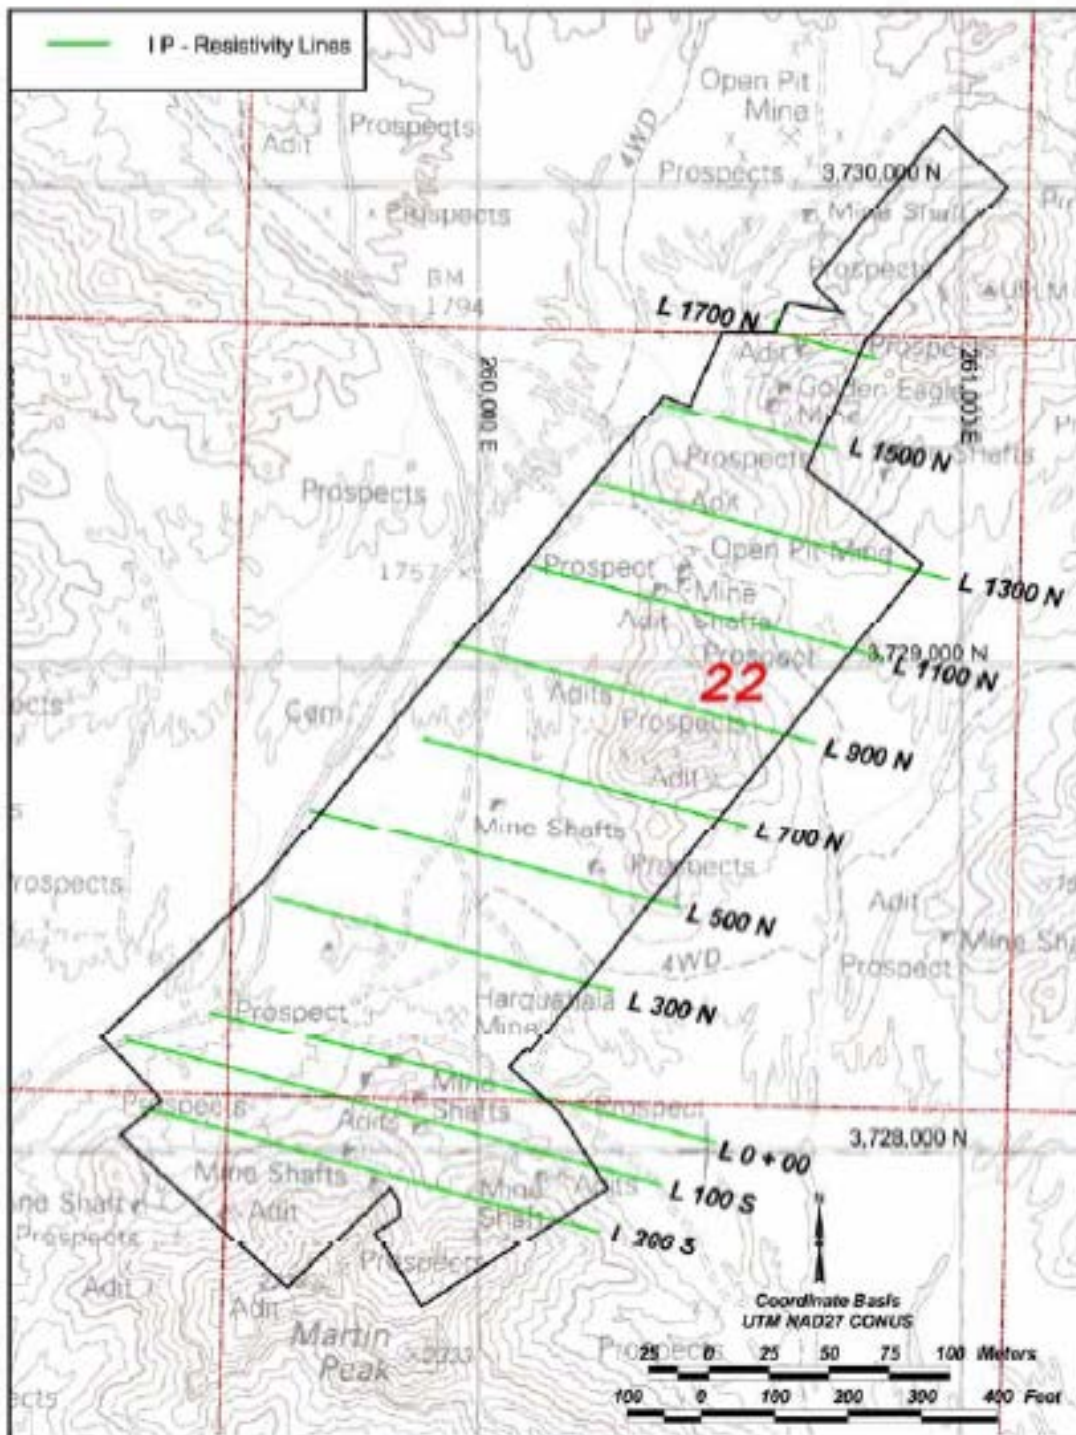 I P - Resistivity Lines
Open Pit
Mine
Prospects
Adit
4WD
Prospects
3,730,000 N
Prospects
Mine Shaft
BM
1794
Prospects
L 1700 N
Adit
Prospects
260,000 E
261,000 E
Golden Eagle
Mine
L 1500 N
Shafts
Prospects
Prospects
Adit
Open Pit Mine
1757
Prospect
Mine
Shafts
Adit
L 1300 N
Prospect
3,729,000 N
L 1100 N
22
Adits
Prospects
Cem
L 900 N
Adit
Mine Shafts
L 700 N
Prospects
Adit
L 500 N
4WD
Prospect
L 300 N
Harquahala
Mine
Prospect
Mine
Shafts
Prospects
Adits
Prospect
3,728,000 N
L 0 + 00
Mine Shafts
Mine
Shaft
Adits
L 100 S
Adit
Prospects
Prospects
Adit
Adit
Martin
Peak
N
Coordinate Basis
UTM NAD27 CONUS
Prospects
25 0 25 50 75 100 Meters
100 0 100 200 300 400 Feet